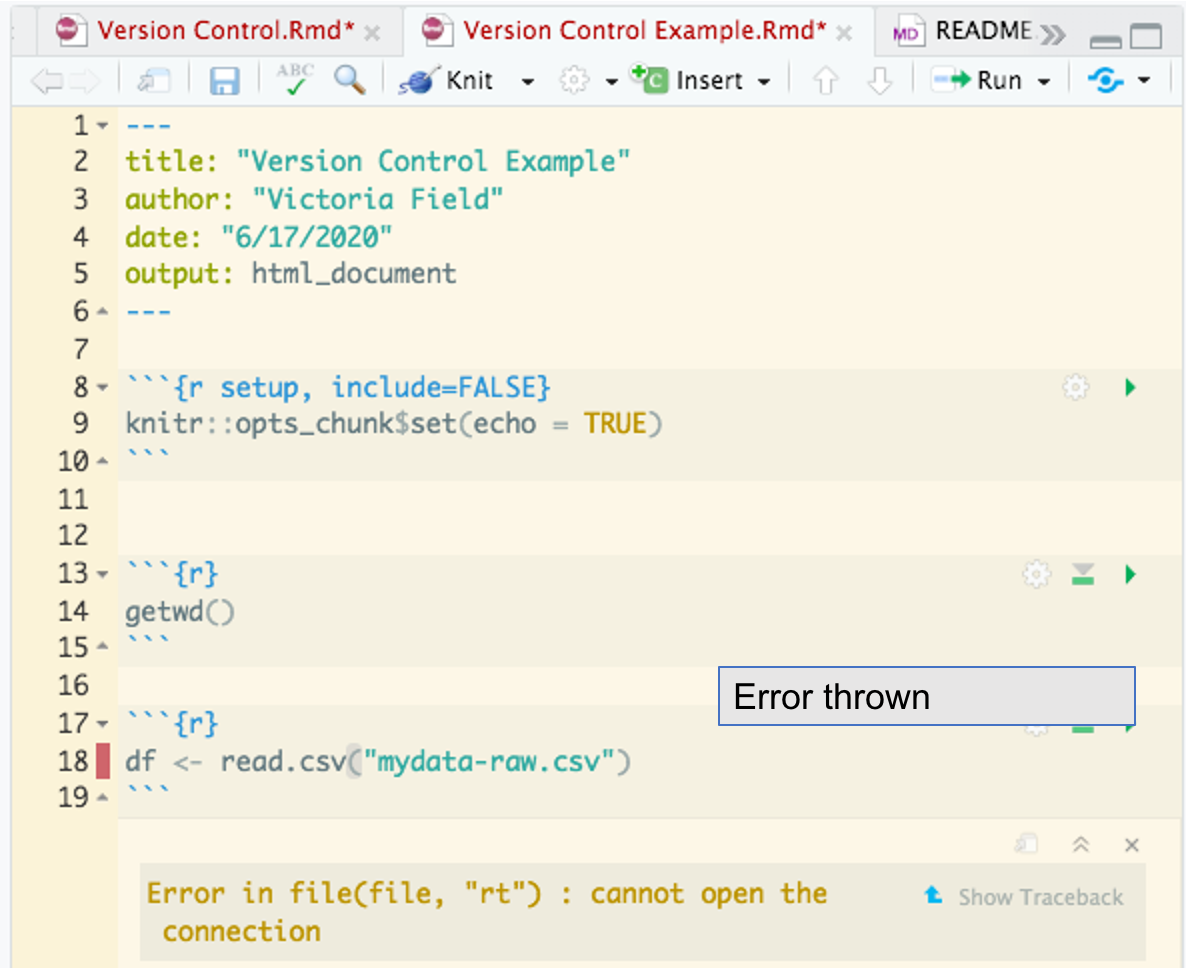 Version Control.Rmd* Version Control Example.Rmd* MD README
ABC Knit C Insert Run
1 ---
2 title: "Version Control Example"
3 author: "Victoria Field"
4 date: "6/17/2020"
5 output: html_document
6 ---
7
8 ```{r setup, include=FALSE}
9 knitr::opts_chunk$set(echo = TRUE)
10 ```
11
12
13 ```{r}
14 getwd()
15 ```
16
Error thrown
17 ```{r}
18 df <- read.csv("mydata-raw.csv")
19 ```
Error in file(file, "rt") : cannot open the Show Traceback
connection